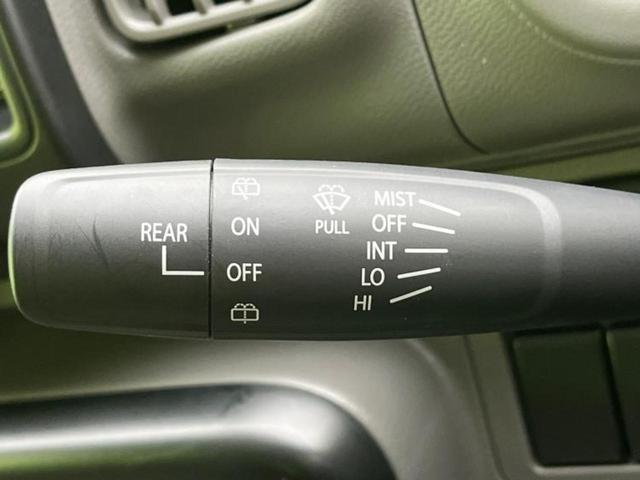 REAR
ON
OFF
PULL
MIST
OFF
INT
LO
HI